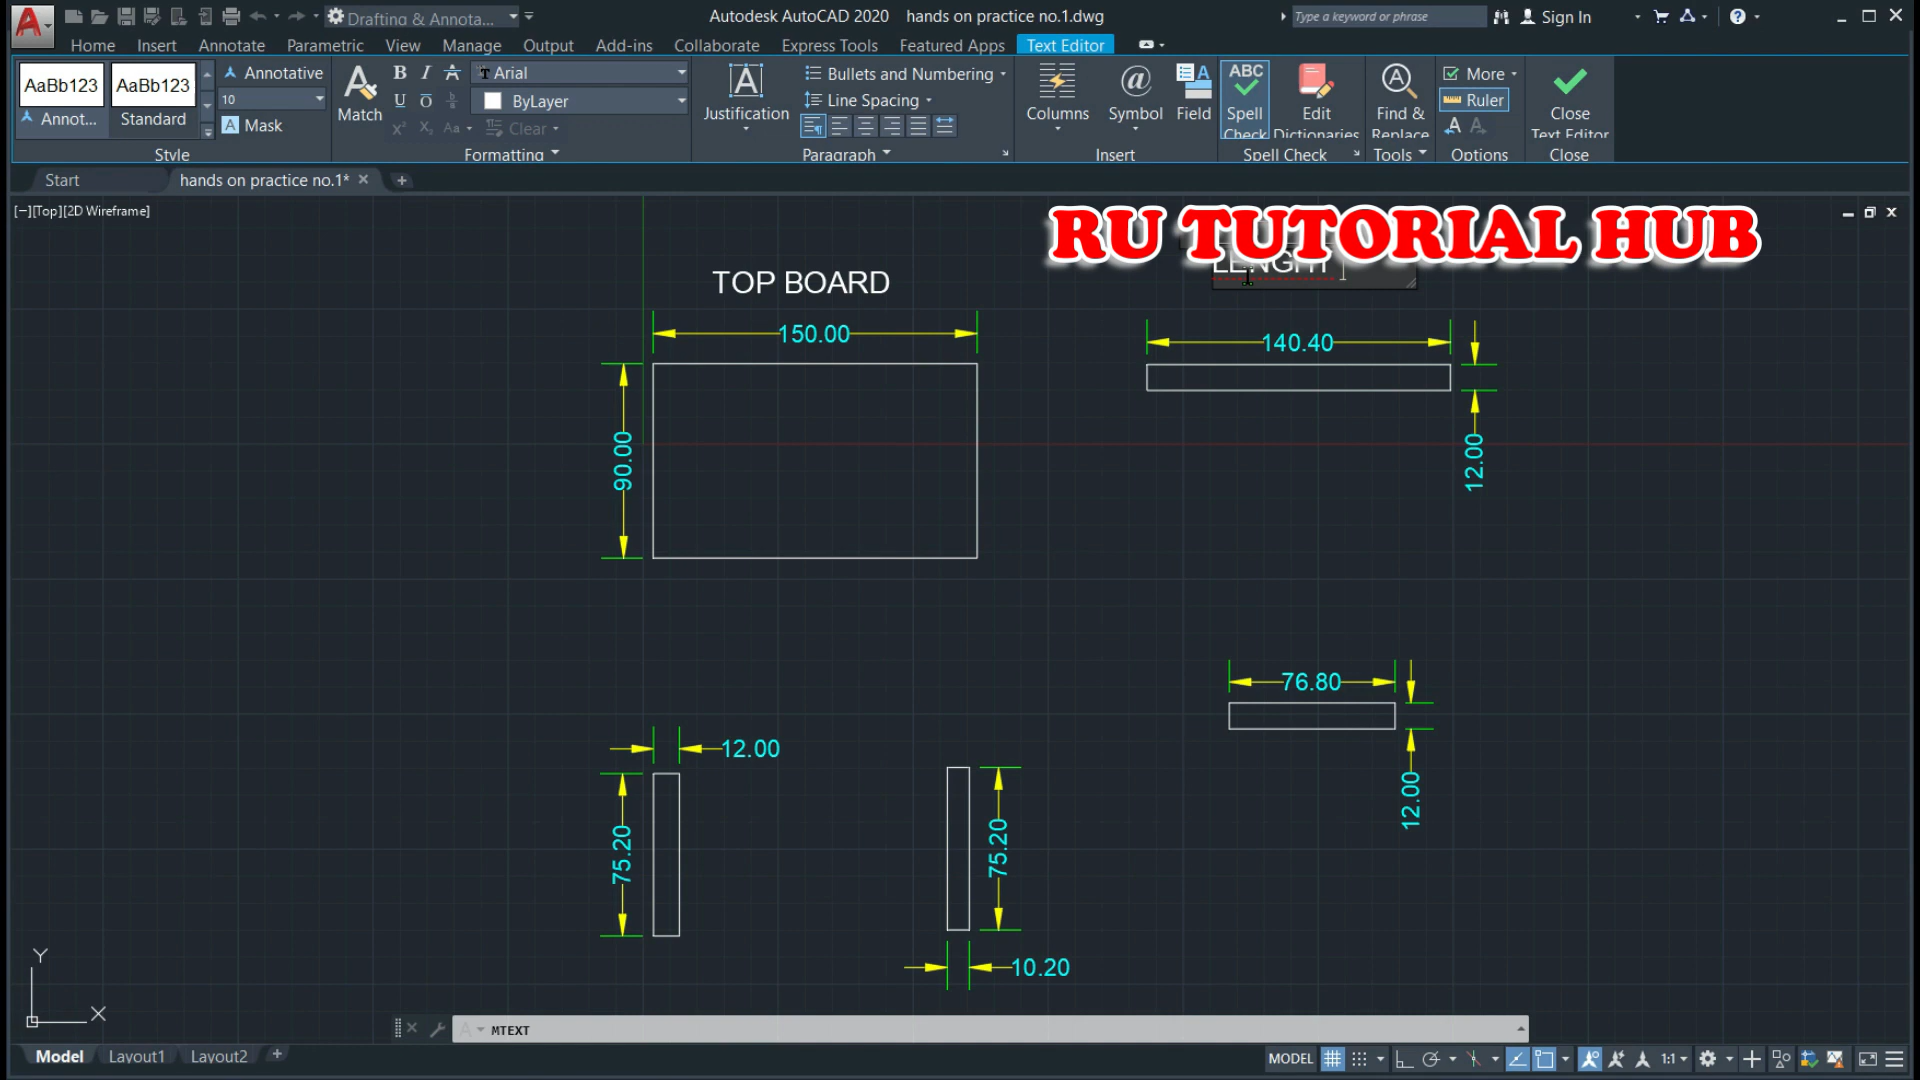 Drafting & Annota...
Autodesk AutoCAD 2020 hands on practice no.1.dwg
Type a keyword or phrase
Sign In
Home Insert Annotate Parametric View Manage Output Add-ins Collaborate Express Tools Featured Apps Text Editor
AaBb123 AaBb123
Annot... Standard
Annotative
10
Mask
Style
Match
Arial
ByLayer
Clear
Formatting
Justification
Bullets and Numbering
Line Spacing
Paragraph
Columns
Symbol
Field
Insert
ABC
Spell
Check
Edit
Dictionaries
Spell Check
Find &
Replace
Tools
More
Ruler
Options
Close
Text Editor
Close
Start
hands on practice no.1*
[−][Top][2D Wireframe]
RU TUTORIAL HUB
LENGHT
TOP BOARD
150.00
140.40
90.00
12.00
76.80
12.00
12.00
75.20
75.20
10.20
Y
X
MTEXT
Model Layout1 Layout2
MODEL
1:1